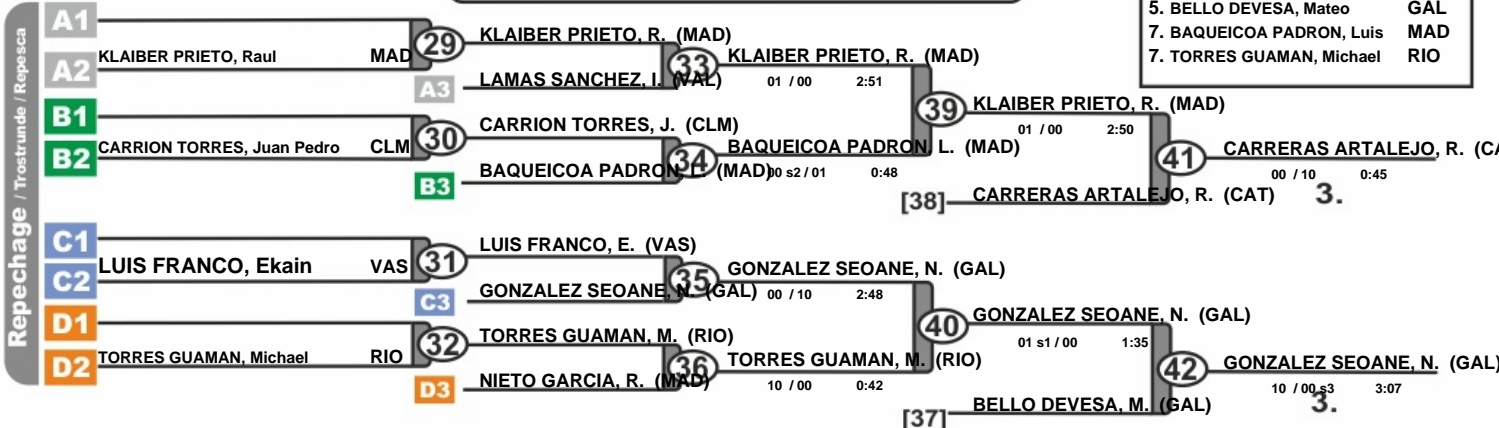 5. BELLO DEVESA, Mateo GAL
7. BAQUEICOA PADRON, Luis MAD
7. TORRES GUAMAN, Michael RIO
Repechage / Trostrunde / Repesca
A1
KLAIBER PRIETO, Raul MAD
A2
29
KLAIBER PRIETO, R. (MAD)
A3
LAMAS SANCHEZ, I. (VAL)
33
KLAIBER PRIETO, R. (MAD)
01 / 00 2:51
B1
CARRION TORRES, Juan Pedro CLM
B2
30
CARRION TORRES, J. (CLM)
B3
BAQUEICOA PADRON, L. (MAD)
34
BAQUEICOA PADRON, L. (MAD)
00 s2 / 01 0:48
39
KLAIBER PRIETO, R. (MAD)
01 / 00 2:50
[38]
CARRERAS ARTALEJO, R. (CAT)
41
CARRERAS ARTALEJO, R. (CA
00 / 10 0:45
3.
C1
LUIS FRANCO, Ekain VAS
C2
31
LUIS FRANCO, E. (VAS)
C3
GONZALEZ SEOANE, N. (GAL)
35
GONZALEZ SEOANE, N. (GAL)
00 / 10 2:48
D1
TORRES GUAMAN, Michael RIO
D2
32
TORRES GUAMAN, M. (RIO)
D3
NIETO GARCIA, R. (MAD)
36
TORRES GUAMAN, M. (RIO)
10 / 00 0:42
40
GONZALEZ SEOANE, N. (GAL)
01 s1 / 00 1:35
[37]
BELLO DEVESA, M. (GAL)
42
GONZALEZ SEOANE, N. (GAL)
10 / 00 s3 3:07
3.